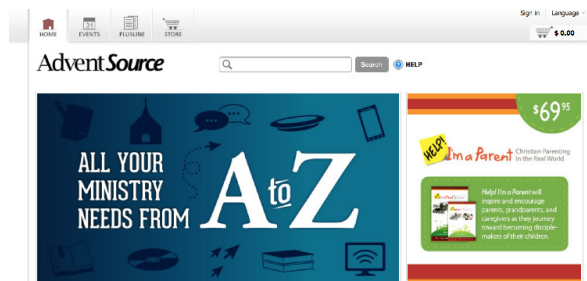 Sign in Language
HOME
31
EVENTS
PLUSLINE
STORE
$ 0.00
AdventSource
Search
? HELP
ALL YOUR
MINISTRY
NEEDS FROM
A to Z
$69.95
HELP!
I'm a Parent
Christian Parenting
in the Real World
Help! I'm a Parent will
inspire and encourage
parents, grandparents, and
caregivers as they journey
toward becoming disciple-
makers of their children.